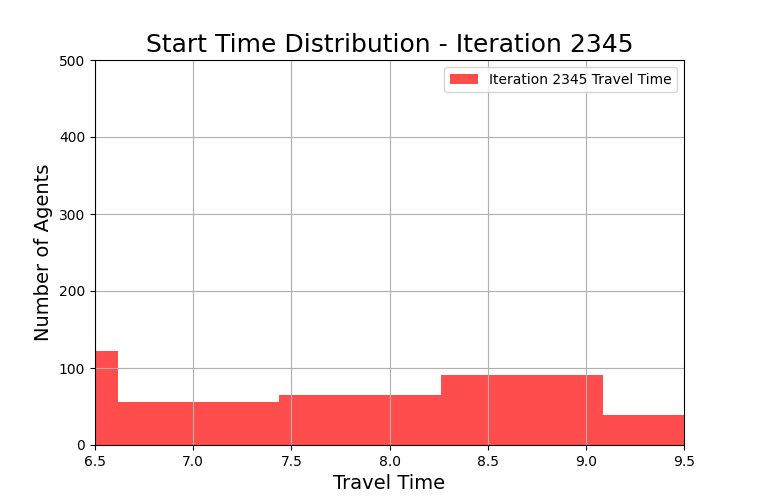 Start Time Distribution - Iteration 2345
500
Iteration 2345 Travel Time
400
300
200
100
0
Number of Agents
6.5 7.0 7.5 8.0 8.5 9.0 9.5
Travel Time